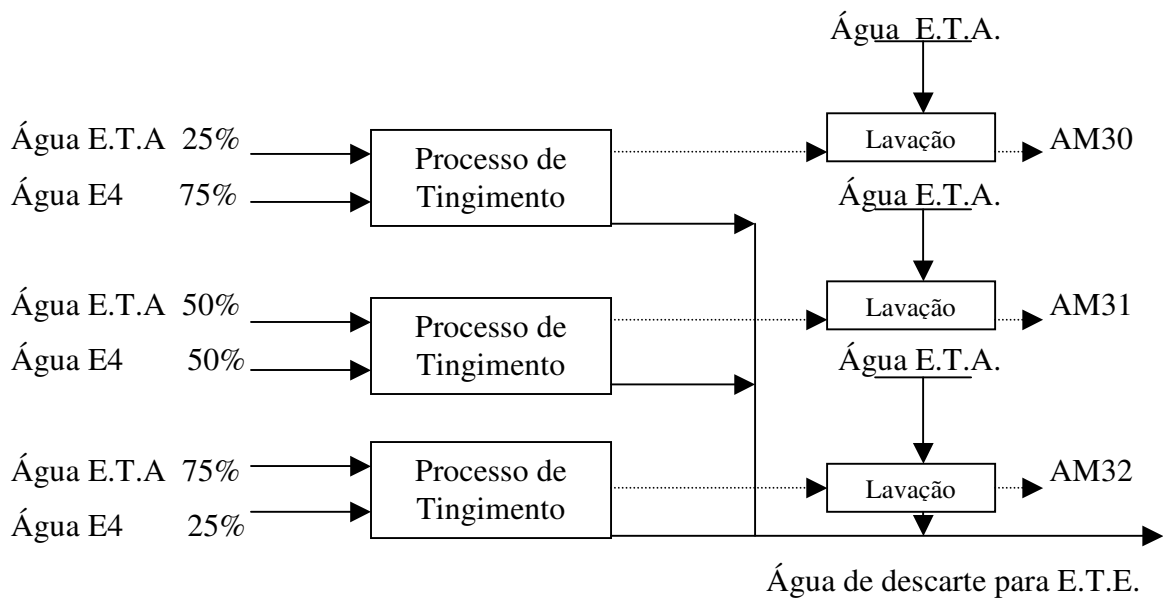 Água E.T.A.
Água E.T.A 25%
Água E4 75%
Processo de
Tingimento
Lavação
AM30
Água E.T.A.
Água E.T.A 50%
Água E4 50%
Processo de
Tingimento
Lavação
AM31
Água E.T.A.
Água E.T.A 75%
Água E4 25%
Processo de
Tingimento
Lavação
AM32
Água de descarte para E.T.E.